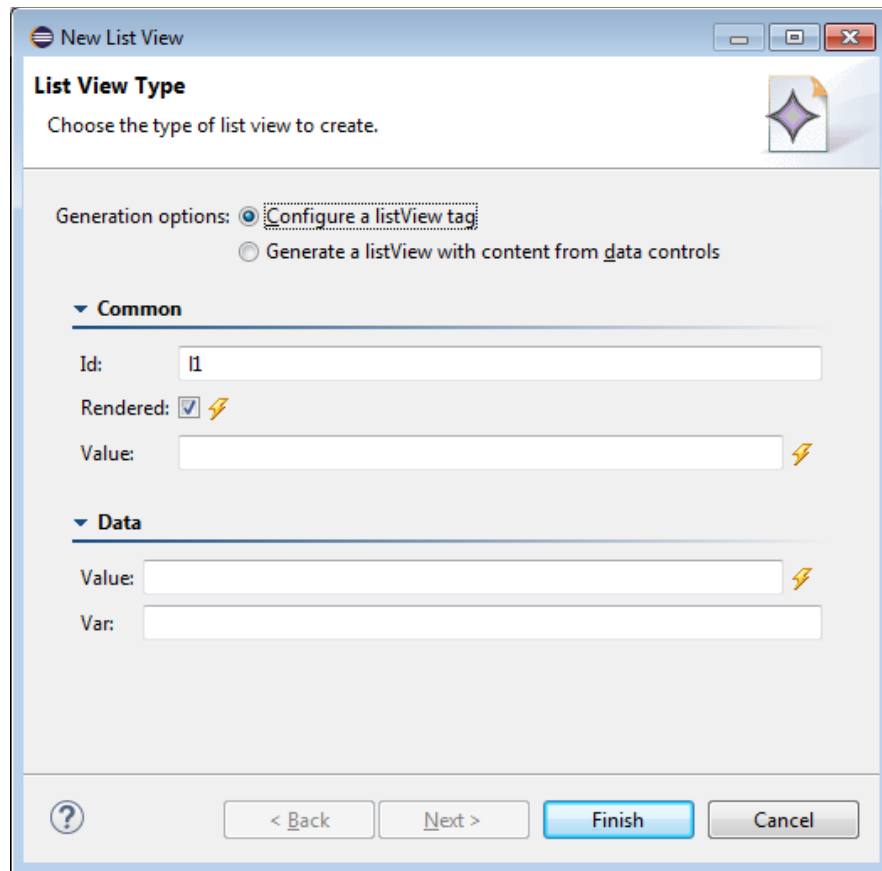 New List View
List View Type
Choose the type of list view to create.
Generation options: Configure a listView tag
Generate a listView with content from data controls
Common
Id: l1
Rendered:
Value:
Data
Value:
Var:
? < Back Next > Finish Cancel